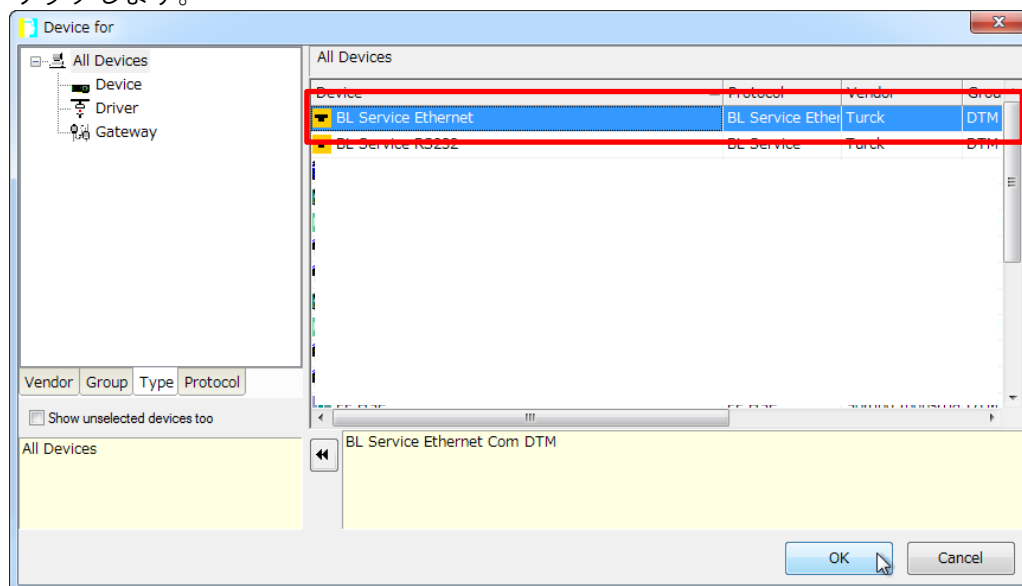 Device for
All Devices
Device
Driver
Gateway
Vendor Group Type Protocol
Show unselected devices too
All Devices
All Devices
Device Protocol Vendor
BL Service Ethernet BL Service Ether Turck DTM
BL Service RS232 BL Service Turck DTM
BL Service Ethernet Com DTM
OK Cancel